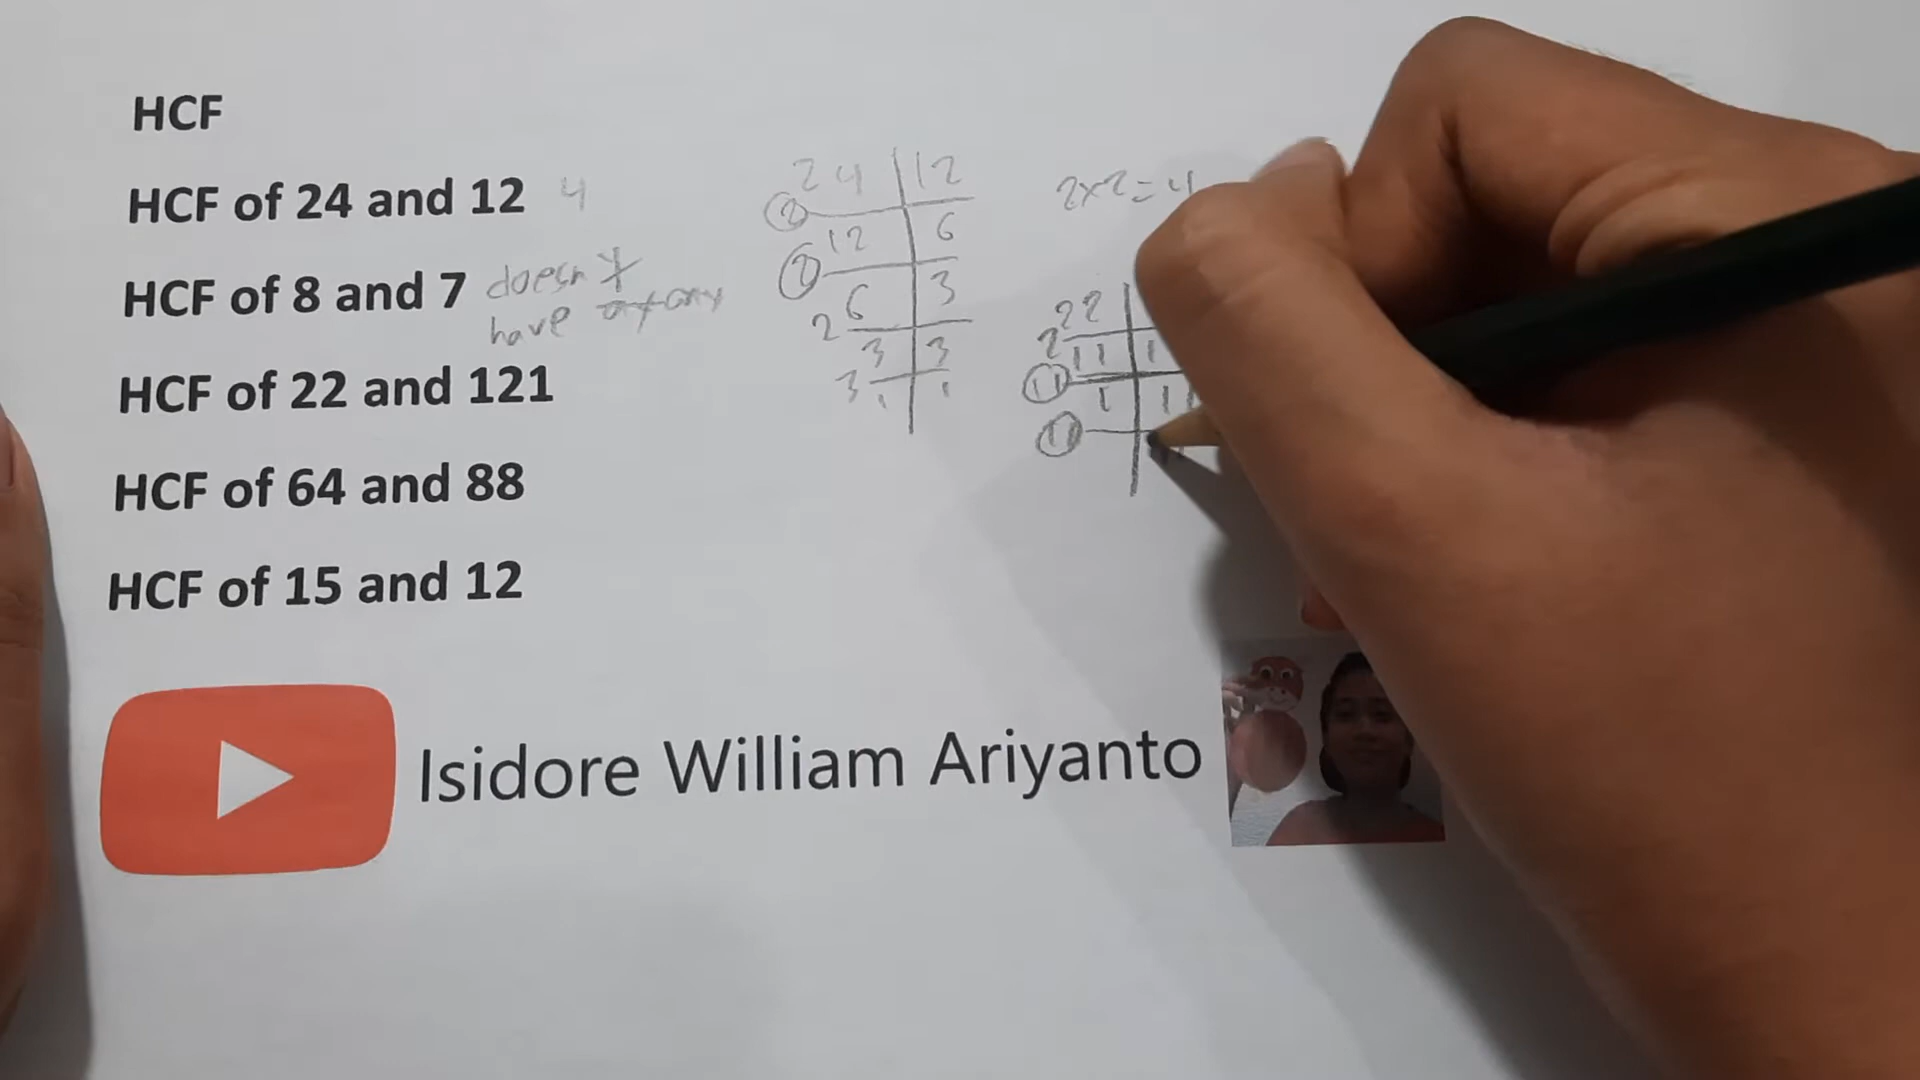 HCF
HCF of 24 and 12 4
HCF of 8 and 7 doesn't
have any
HCF of 22 and 121
HCF of 64 and 88
HCF of 15 and 12
24 12
2 12 6
2 6 3
2 3 3
3 1 1
2x2=4
22
2 11
11 1 11
11
Isidore William Ariyanto